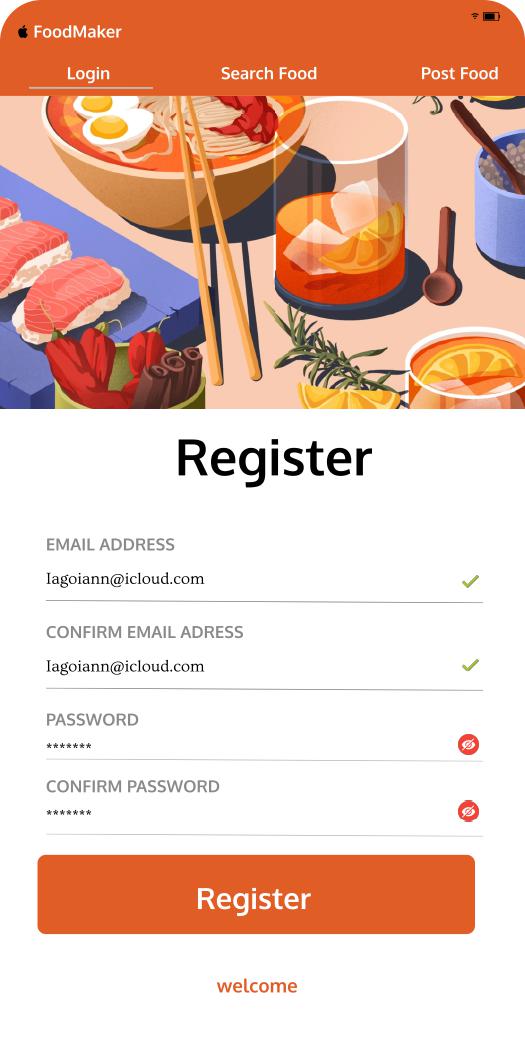 FoodMaker
Login Search Food Post Food
Register
EMAIL ADDRESS
Iagoiann@icloud.com
CONFIRM EMAIL ADRESS
Iagoiann@icloud.com
PASSWORD
*******
CONFIRM PASSWORD
*******
Register
welcome